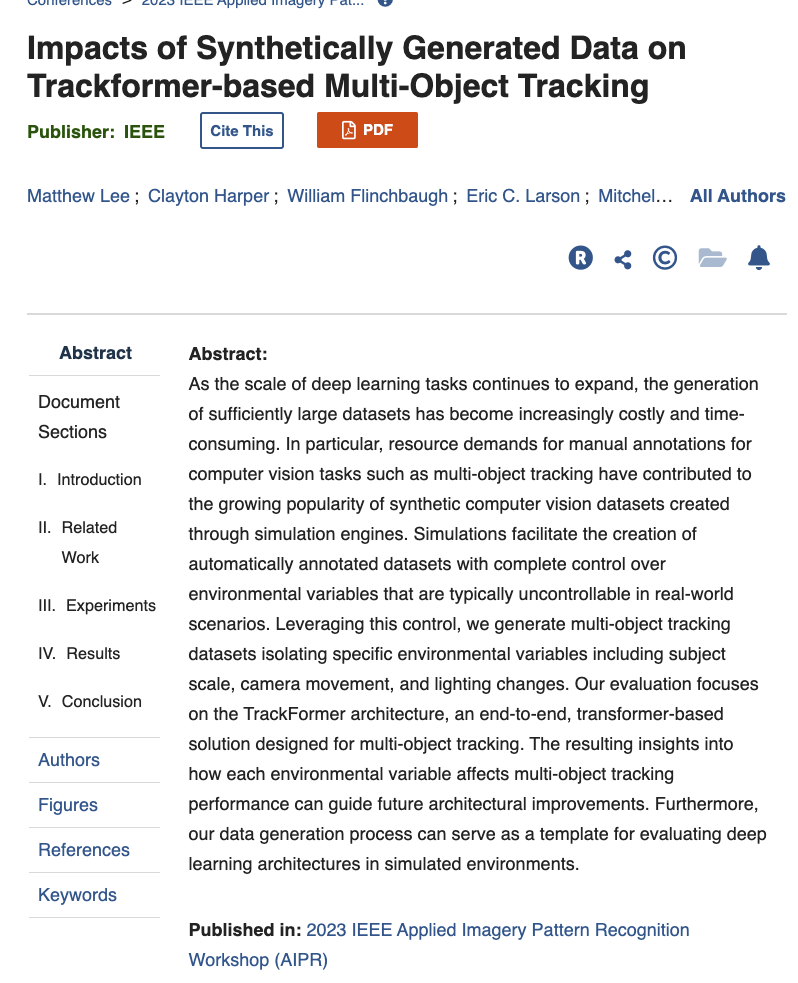 Conferences > 2023 IEEE Applied Imagery Pat...
Impacts of Synthetically Generated Data on
Trackformer-based Multi-Object Tracking
Publisher: IEEE
Cite This
PDF
Matthew Lee ; Clayton Harper ; William Flinchbaugh ; Eric C. Larson ; Mitchel... All Authors
R
©
Abstract
Document
Sections
I. Introduction
II. Related
Work
III. Experiments
IV. Results
V. Conclusion
Authors
Figures
References
Keywords
Abstract:
As the scale of deep learning tasks continues to expand, the generation
of sufficiently large datasets has become increasingly costly and time-
consuming. In particular, resource demands for manual annotations for
computer vision tasks such as multi-object tracking have contributed to
the growing popularity of synthetic computer vision datasets created
through simulation engines. Simulations facilitate the creation of
automatically annotated datasets with complete control over
environmental variables that are typically uncontrollable in real-world
scenarios. Leveraging this control, we generate multi-object tracking
datasets isolating specific environmental variables including subject
scale, camera movement, and lighting changes. Our evaluation focuses
on the TrackFormer architecture, an end-to-end, transformer-based
solution designed for multi-object tracking. The resulting insights into
how each environmental variable affects multi-object tracking
performance can guide future architectural improvements. Furthermore,
our data generation process can serve as a template for evaluating deep
learning architectures in simulated environments.
Published in: 2023 IEEE Applied Imagery Pattern Recognition
Workshop (AIPR)